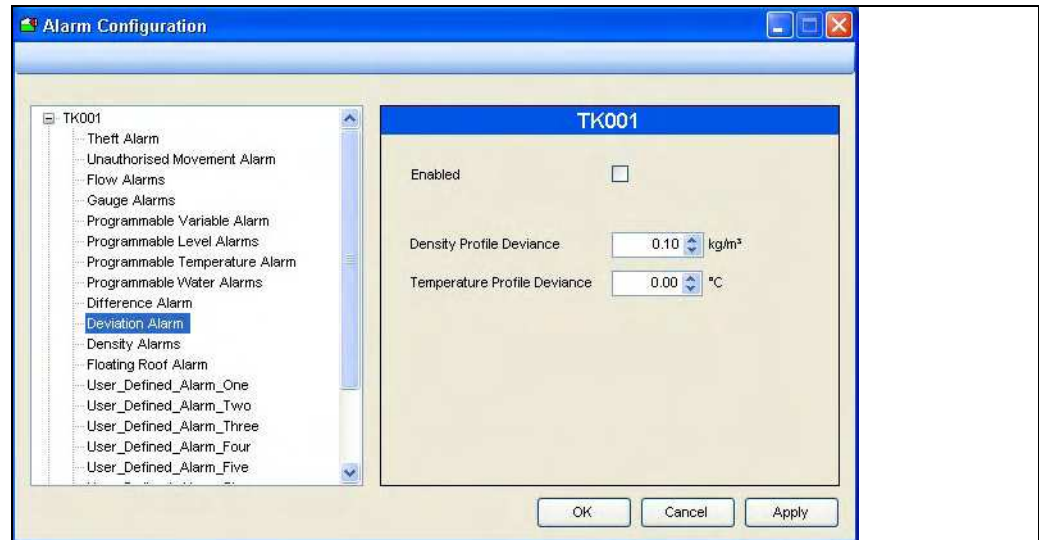 Alarm Configuration
TK001
Theft Alarm
Unauthorised Movement Alarm
Flow Alarms
Gauge Alarms
Programmable Variable Alarm
Programmable Level Alarms
Programmable Temperature Alarm
Programmable Water Alarms
Difference Alarm
Deviation Alarm
Density Alarms
Floating Roof Alarm
User_Defined_Alarm_One
User_Defined_Alarm_Two
User_Defined_Alarm_Three
User_Defined_Alarm_Four
User_Defined_Alarm_Five
TK001
Enabled
Density Profile Deviance 0.10 kg/m³
Temperature Profile Deviance 0.00 °C
OK Cancel Apply